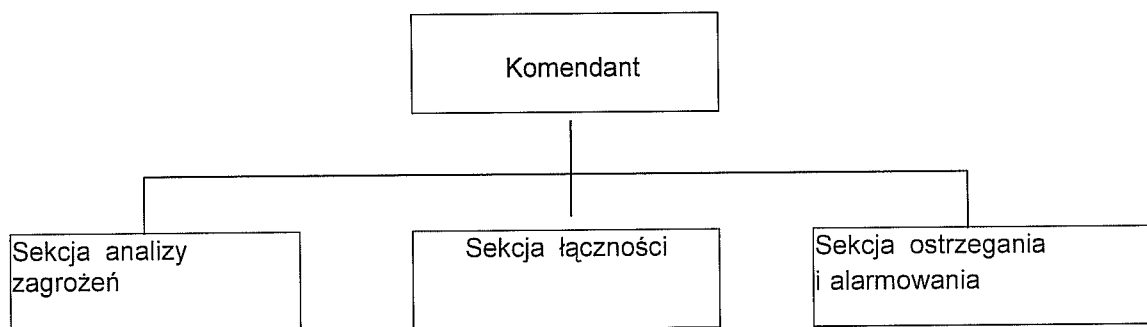 Komendant
Sekcja analizy
zagrożeń
Sekcja łączności
Sekcja ostrzegania
i alarmowania